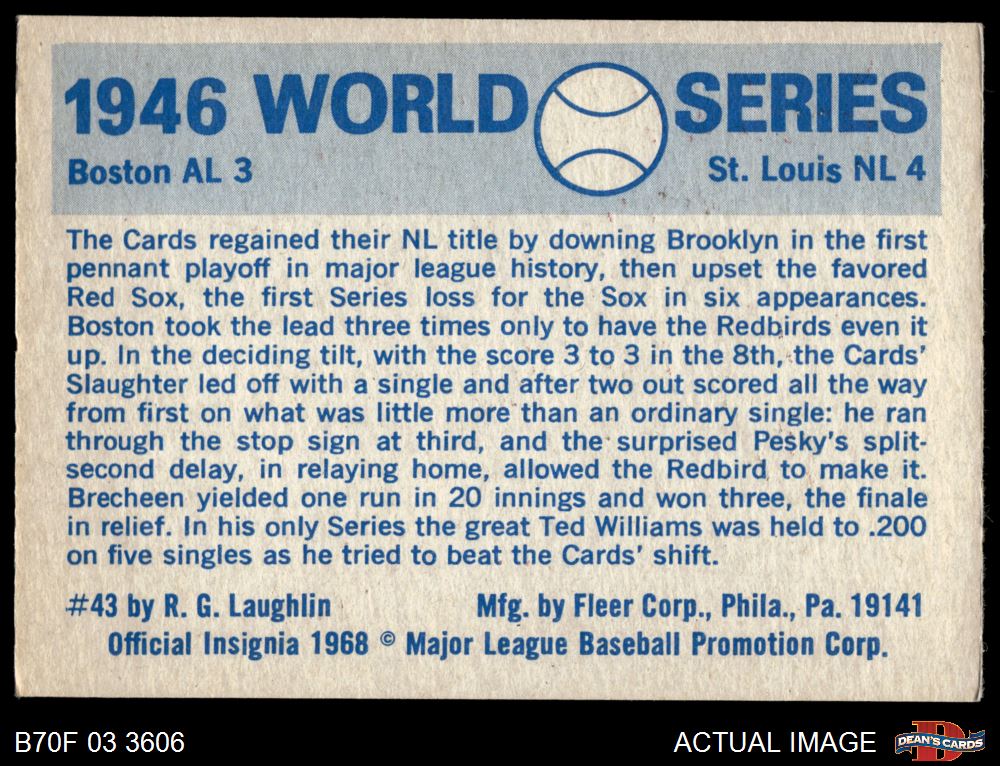 1946 WORLD SERIES
Boston AL 3 St. Louis NL 4
The Cards regained their NL title by downing Brooklyn in the first
pennant playoff in major league history, then upset the favored
Red Sox, the first Series loss for the Sox in six appearances.
Boston took the lead three times only to have the Redbirds even it
up. In the deciding tilt, with the score 3 to 3 in the 8th, the Cards'
Slaughter led off with a single and after two out scored all the way
from first on what was little more than an ordinary single: he ran
through the stop sign at third, and the surprised Pesky's split-
second delay, in relaying home, allowed the Redbird to make it.
Brecheen yielded one run in 20 innings and won three, the finale
in relief. In his only Series the great Ted Williams was held to .200
on five singles as he tried to beat the Cards' shift.
#43 by R. G. Laughlin Mfg. by Fleer Corp., Phila., Pa. 19141
Official Insignia 1968 © Major League Baseball Promotion Corp.
B70F 03 3606 ACTUAL IMAGE D DEAN'S CARDS